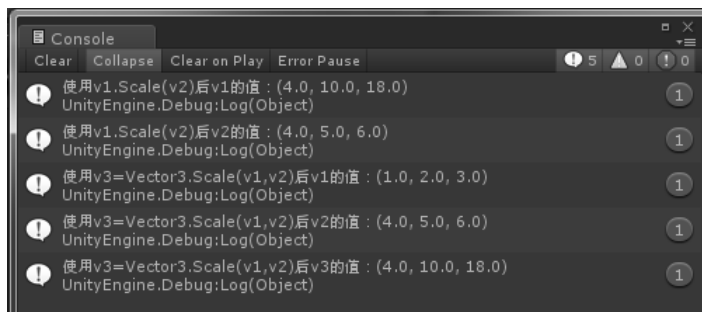 Console
Clear Collapse Clear on Play Error Pause 5 0 0
使用v1.Scale(v2)后v1的值：(4.0, 10.0, 18.0) 1
UnityEngine.Debug:Log(Object)
使用v1.Scale(v2)后v2的值：(4.0, 5.0, 6.0) 1
UnityEngine.Debug:Log(Object)
使用v3=Vector3.Scale(v1,v2)后v1的值：(1.0, 2.0, 3.0) 1
UnityEngine.Debug:Log(Object)
使用v3=Vector3.Scale(v1,v2)后v2的值：(4.0, 5.0, 6.0) 1
UnityEngine.Debug:Log(Object)
使用v3=Vector3.Scale(v1,v2)后v3的值：(4.0, 10.0, 18.0) 1
UnityEngine.Debug:Log(Object)